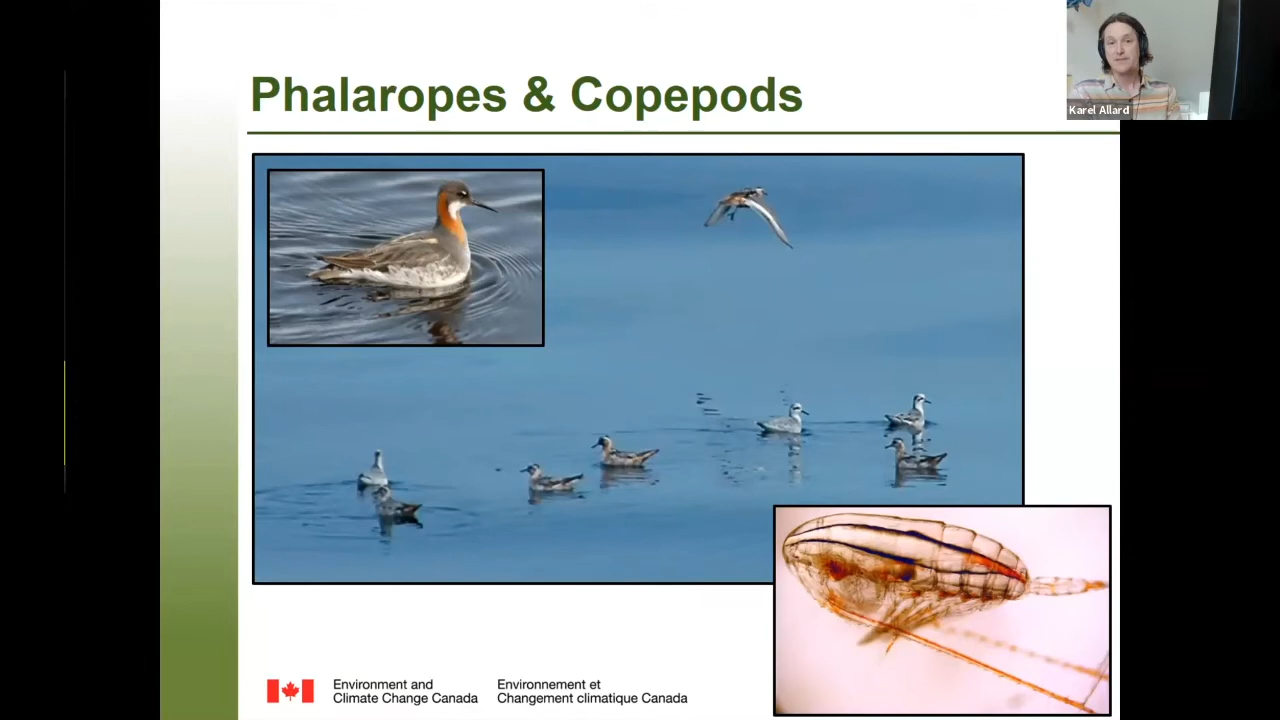 Phalaropes & Copepods
Karel Allard
Environment and
Climate Change Canada
Environnement et
Changement climatique Canada